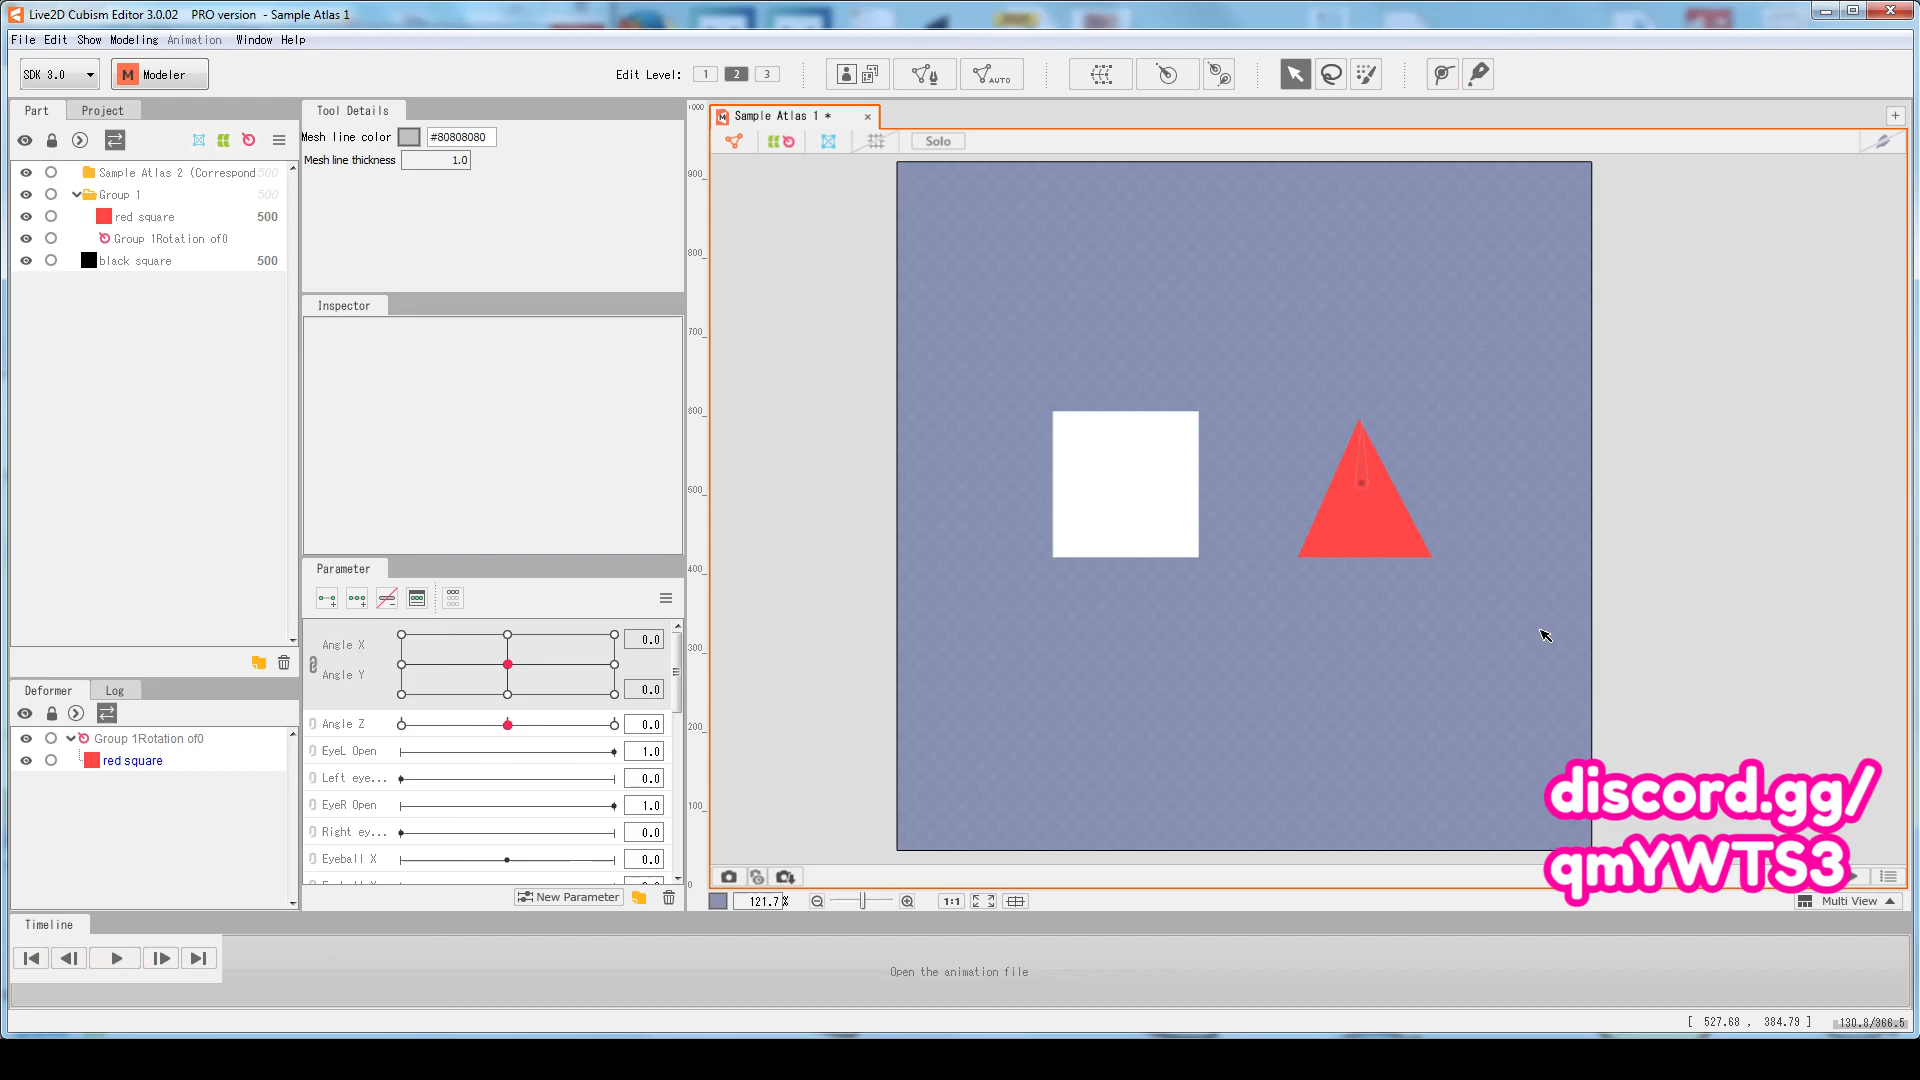 Live2D Cubism Editor 3.0.02    PRO version   - Sample Atlas 1
File Edit Show Modeling Animation Window Help
SDK 3.0
M Modeler
Edit Level: 1 2 3
AUTO
Part Project
Sample Atlas 2 (Correspond 500
Group 1 500
red square 500
Group 1Rotation of0
black square 500
Tool Details
Mesh line color #80808080
Mesh line thickness 1.0
Inspector
Parameter
Angle X 0.0
Angle Y 0.0
Angle Z 0.0
EyeL Open 1.0
Left eye... 0.0
EyeR Open 1.0
Right ey... 0.0
Eyeball X 0.0
New Parameter
Deformer Log
Group 1Rotation of0
red square
M Sample Atlas 1 *
Solo
900
800
700
600
500
400
300
200
100
0
121.7%
1:1
Multi View
discord.gg/
qmYWTS3
Timeline
Open the animation file
[ 527.68 , 384.79 ]
130.8/366.5